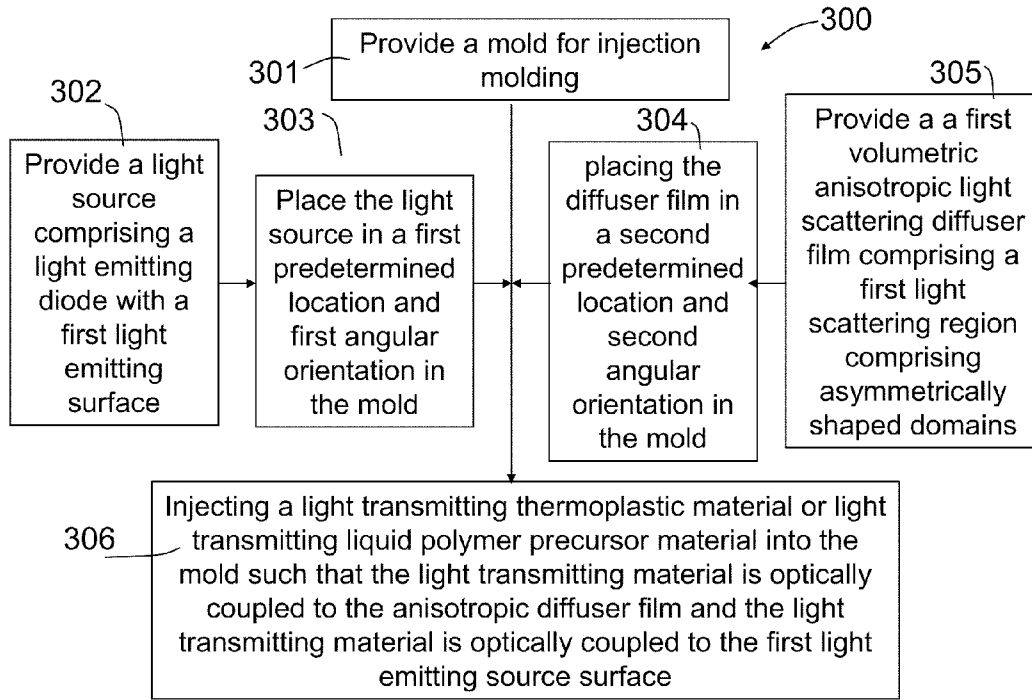 300
301
Provide a mold for injection
molding
302
Provide a light
source
comprising a
light emitting
diode with a
first light
emitting
surface
303
Place the light
source in a first
predetermined
location and
first angular
orientation in
the mold
304
placing the
diffuser film in
a second
predetermined
location and
second
angular
orientation in
the mold
305
Provide a a first
volumetric
anisotropic light
scattering diffuser
film comprising a
first light
scattering region
comprising
asymmetrically
shaped domains
306
Injecting a light transmitting thermoplastic material or light
transmitting liquid polymer precursor material into the
mold such that the light transmitting material is optically
coupled to the anisotropic diffuser film and the light
transmitting material is optically coupled to the first light
emitting source surface